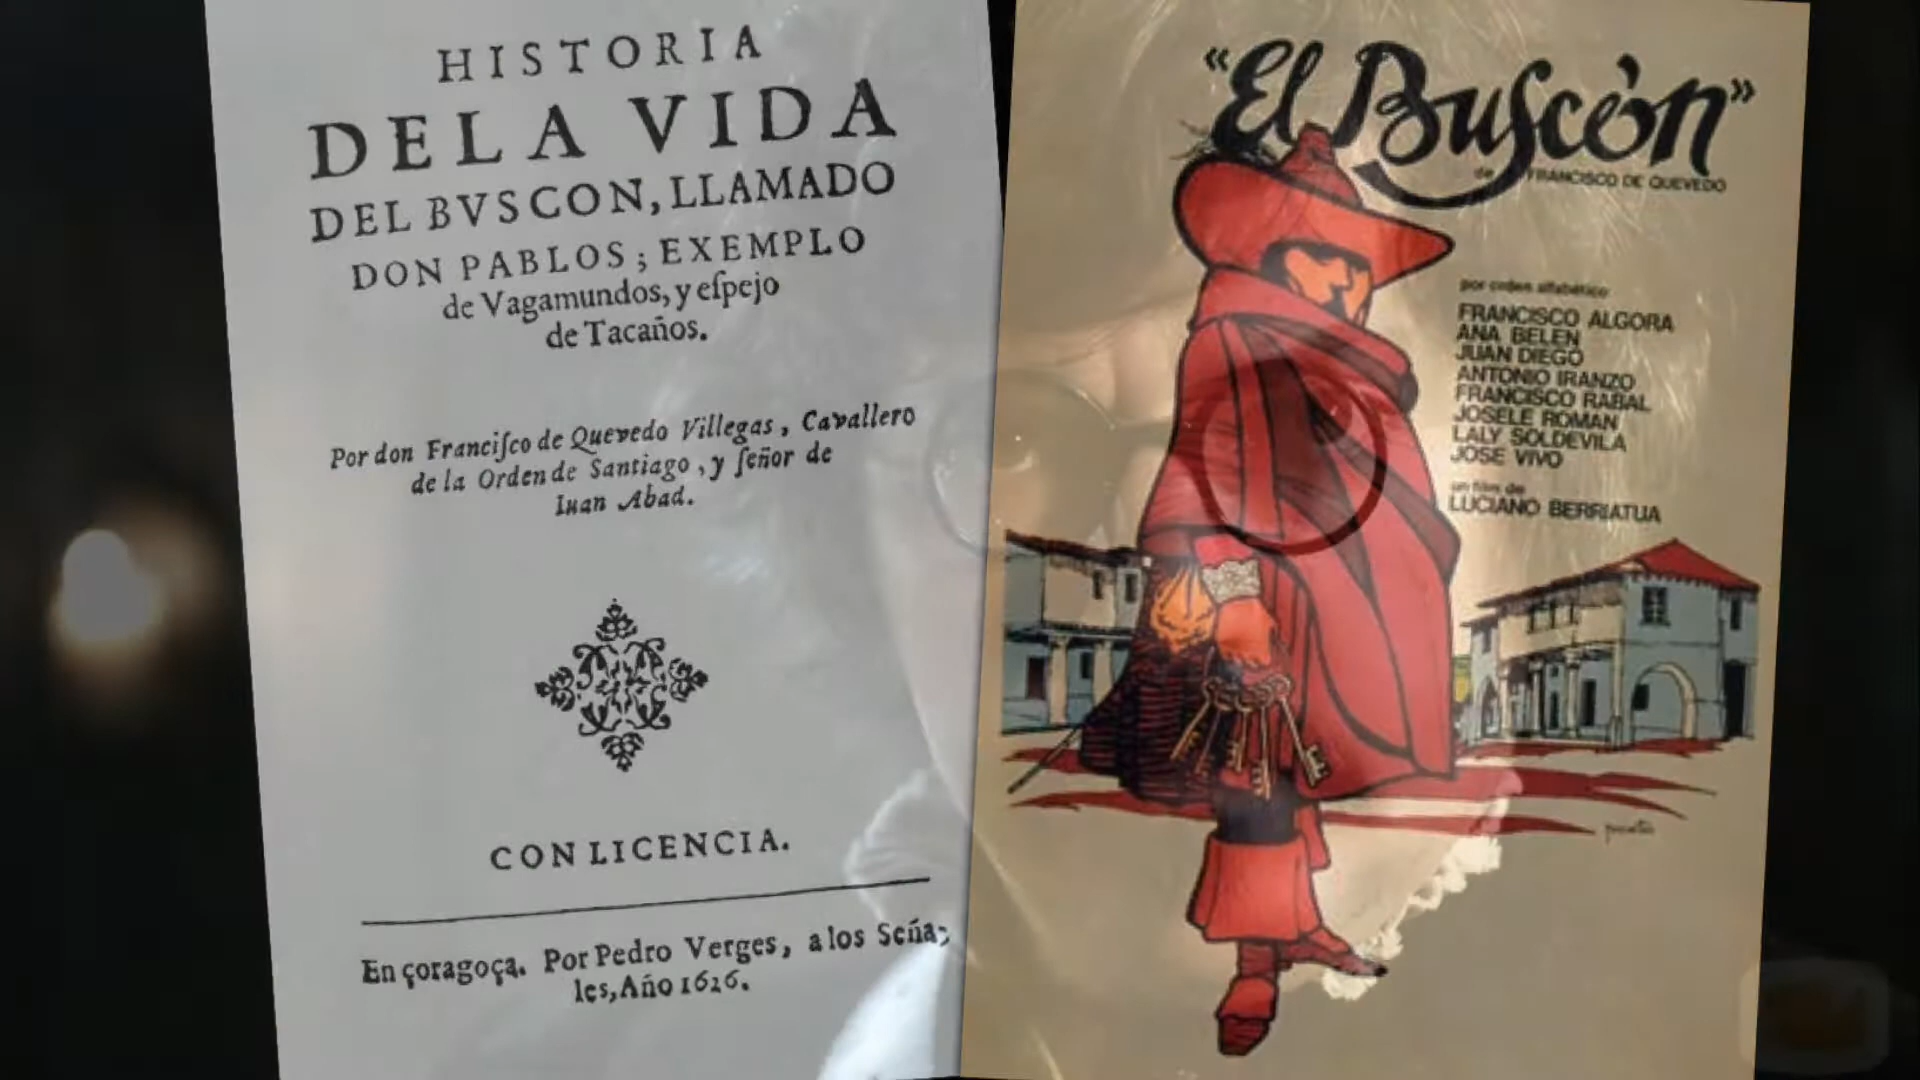 HISTORIA
DE LA VIDA
DEL BVSCON, LLAMADO
DON PABLOS; EXEMPLO
de Vagamundos, y eſpejo
de Tacaños.
Por don Franciſco de Quevedo Villegas, Cavallero
de la Orden de Santiago, y ſeñor de
Iuan Abad.
CON LICENCIA.
En çoragoça. Por Pedro Verges, a los Seña-
les, Año 1626.
“El Buscón”
de FRANCISCO DE QUEVEDO
por orden alfabético
FRANCISCO ALGORA
ANA BELEN
JUAN DIEGO
ANTONIO IRANZO
FRANCISCO RABAL
JOSELE ROMAN
LALY SOLDEVILA
JOSE VIVO
un film de
LUCIANO BERRIATUA